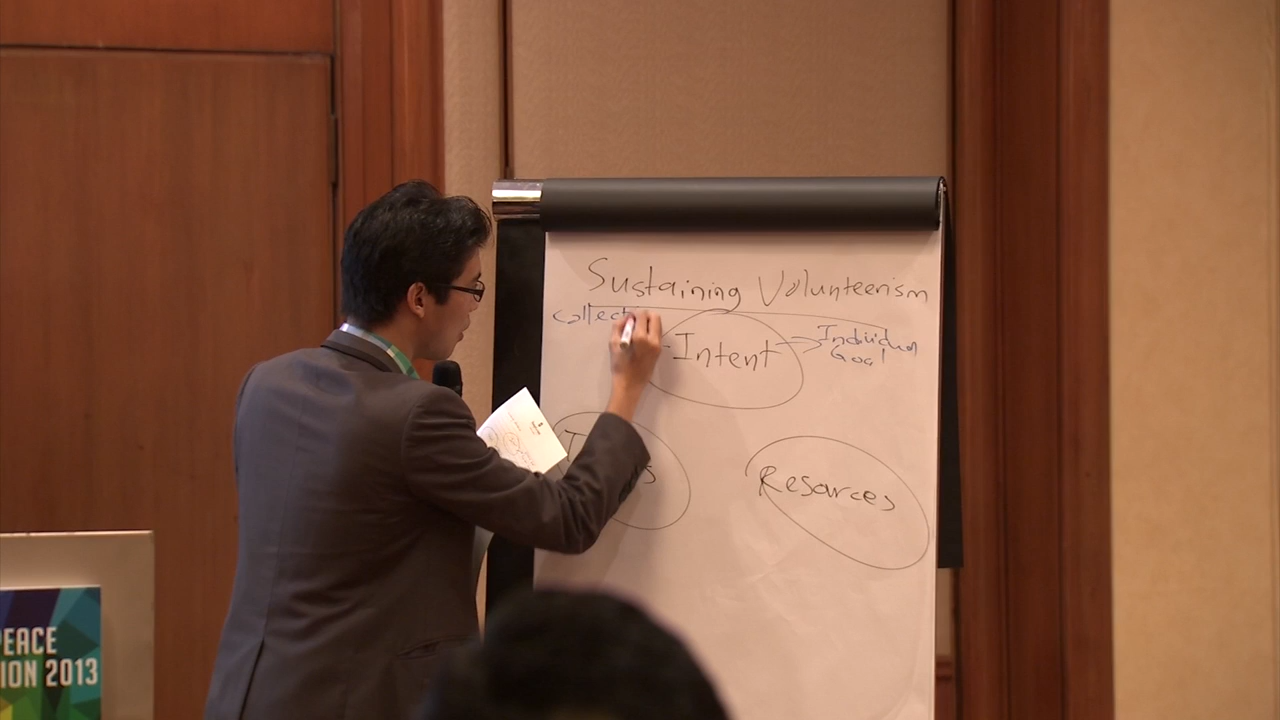 Sustaining Volunteerism
Intent
Individual
Goal
Resources
PEACE
ION 2013